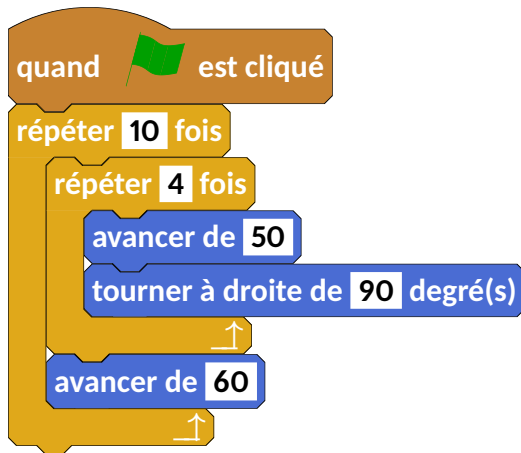 quand est cliqué
répéter 10 fois
répéter 4 fois
avancer de 50
tourner à droite de 90 degré(s)
avancer de 60